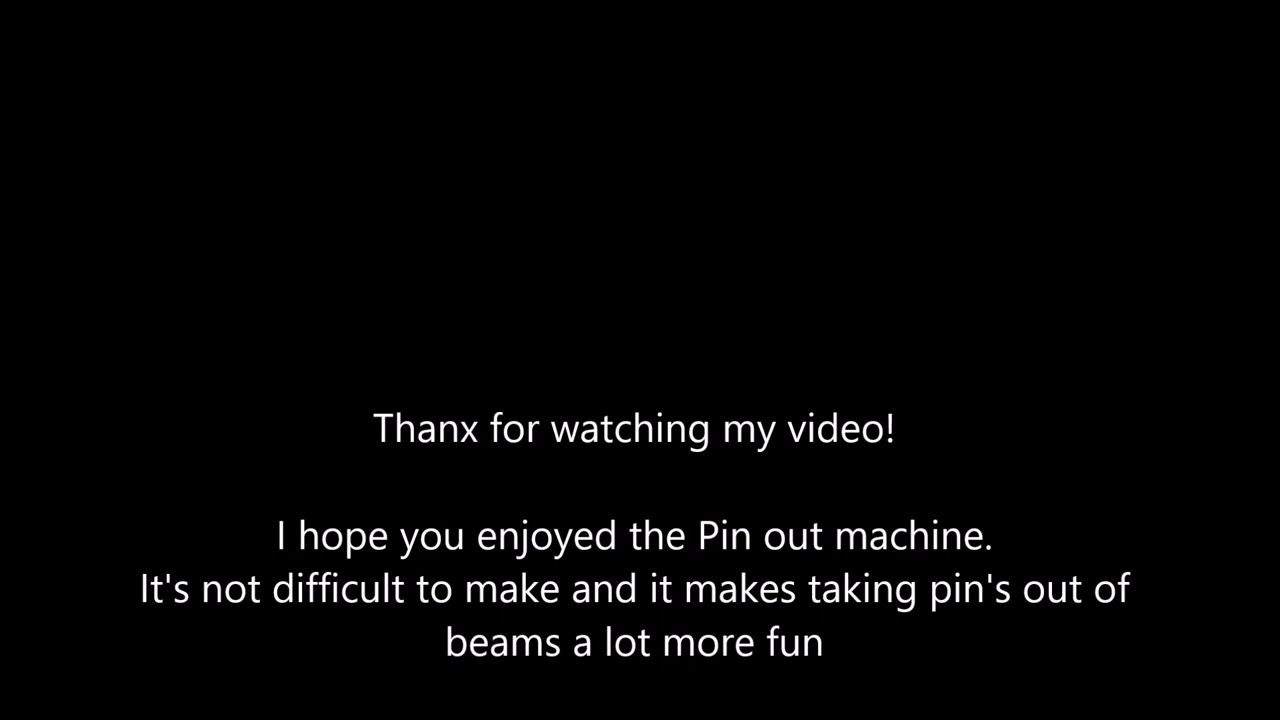 Thanx for watching my video!
I hope you enjoyed the Pin out machine.
It's not difficult to make and it makes taking pin's out of
beams a lot more fun